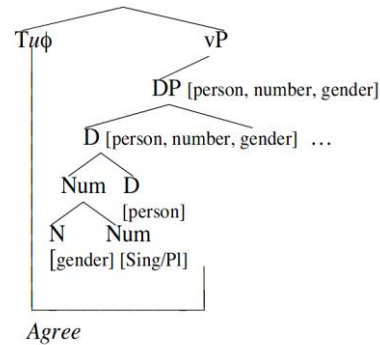 Tuϕ vP
DP [person, number, gender]
D [person, number, gender] ...
Num D
[person]
N Num
[gender] [Sing/Pl]
Agree